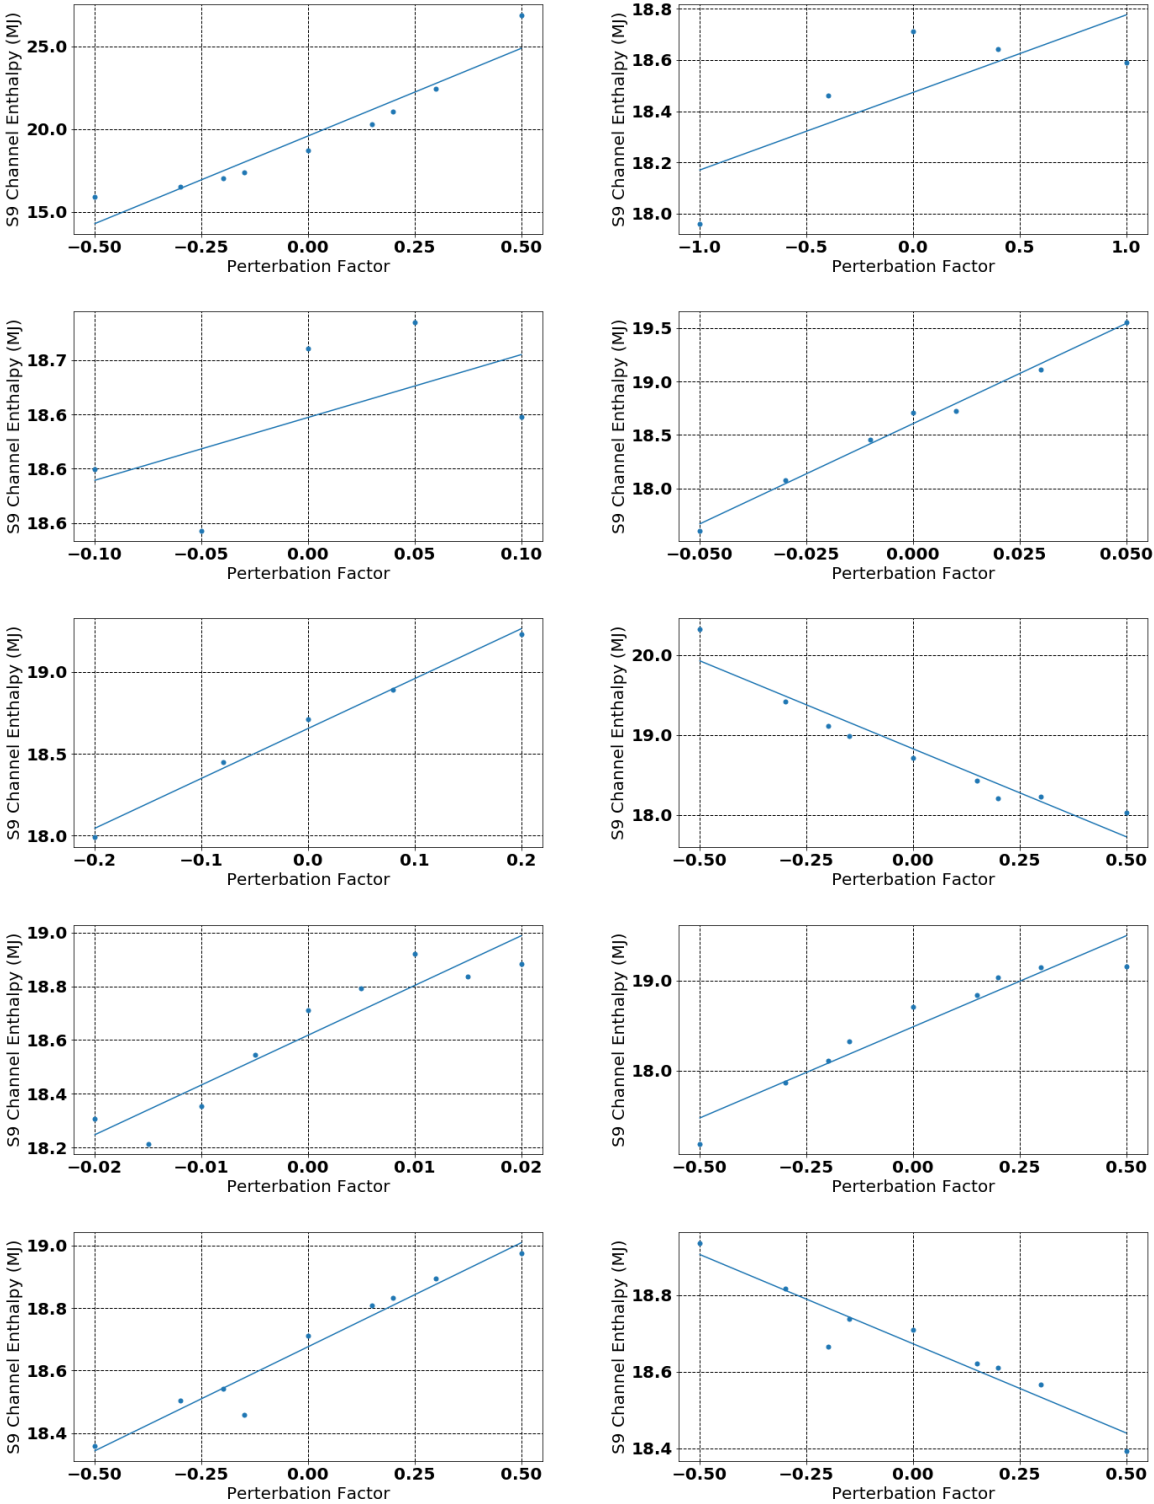 S9 Channel Enthalpy (MJ)
25.0
20.0
15.0
−0.50 −0.25 0.00 0.25 0.50
Perterbation Factor
S9 Channel Enthalpy (MJ)
18.8
18.6
18.4
18.2
18.0
−1.0 −0.5 0.0 0.5 1.0
Perterbation Factor
S9 Channel Enthalpy (MJ)
18.7
18.6
18.6
18.6
−0.10 −0.05 0.00 0.05 0.10
Perterbation Factor
S9 Channel Enthalpy (MJ)
19.5
19.0
18.5
18.0
−0.050 −0.025 0.000 0.025 0.050
Perterbation Factor
S9 Channel Enthalpy (MJ)
19.0
18.5
18.0
−0.2 −0.1 0.0 0.1 0.2
Perterbation Factor
S9 Channel Enthalpy (MJ)
20.0
19.0
18.0
−0.50 −0.25 0.00 0.25 0.50
Perterbation Factor
S9 Channel Enthalpy (MJ)
19.0
18.8
18.6
18.4
18.2
−0.02 −0.01 0.00 0.01 0.02
Perterbation Factor
S9 Channel Enthalpy (MJ)
19.0
18.0
−0.50 −0.25 0.00 0.25 0.50
Perterbation Factor
S9 Channel Enthalpy (MJ)
19.0
18.8
18.6
18.4
−0.50 −0.25 0.00 0.25 0.50
Perterbation Factor
S9 Channel Enthalpy (MJ)
18.8
18.6
18.4
−0.50 −0.25 0.00 0.25 0.50
Perterbation Factor